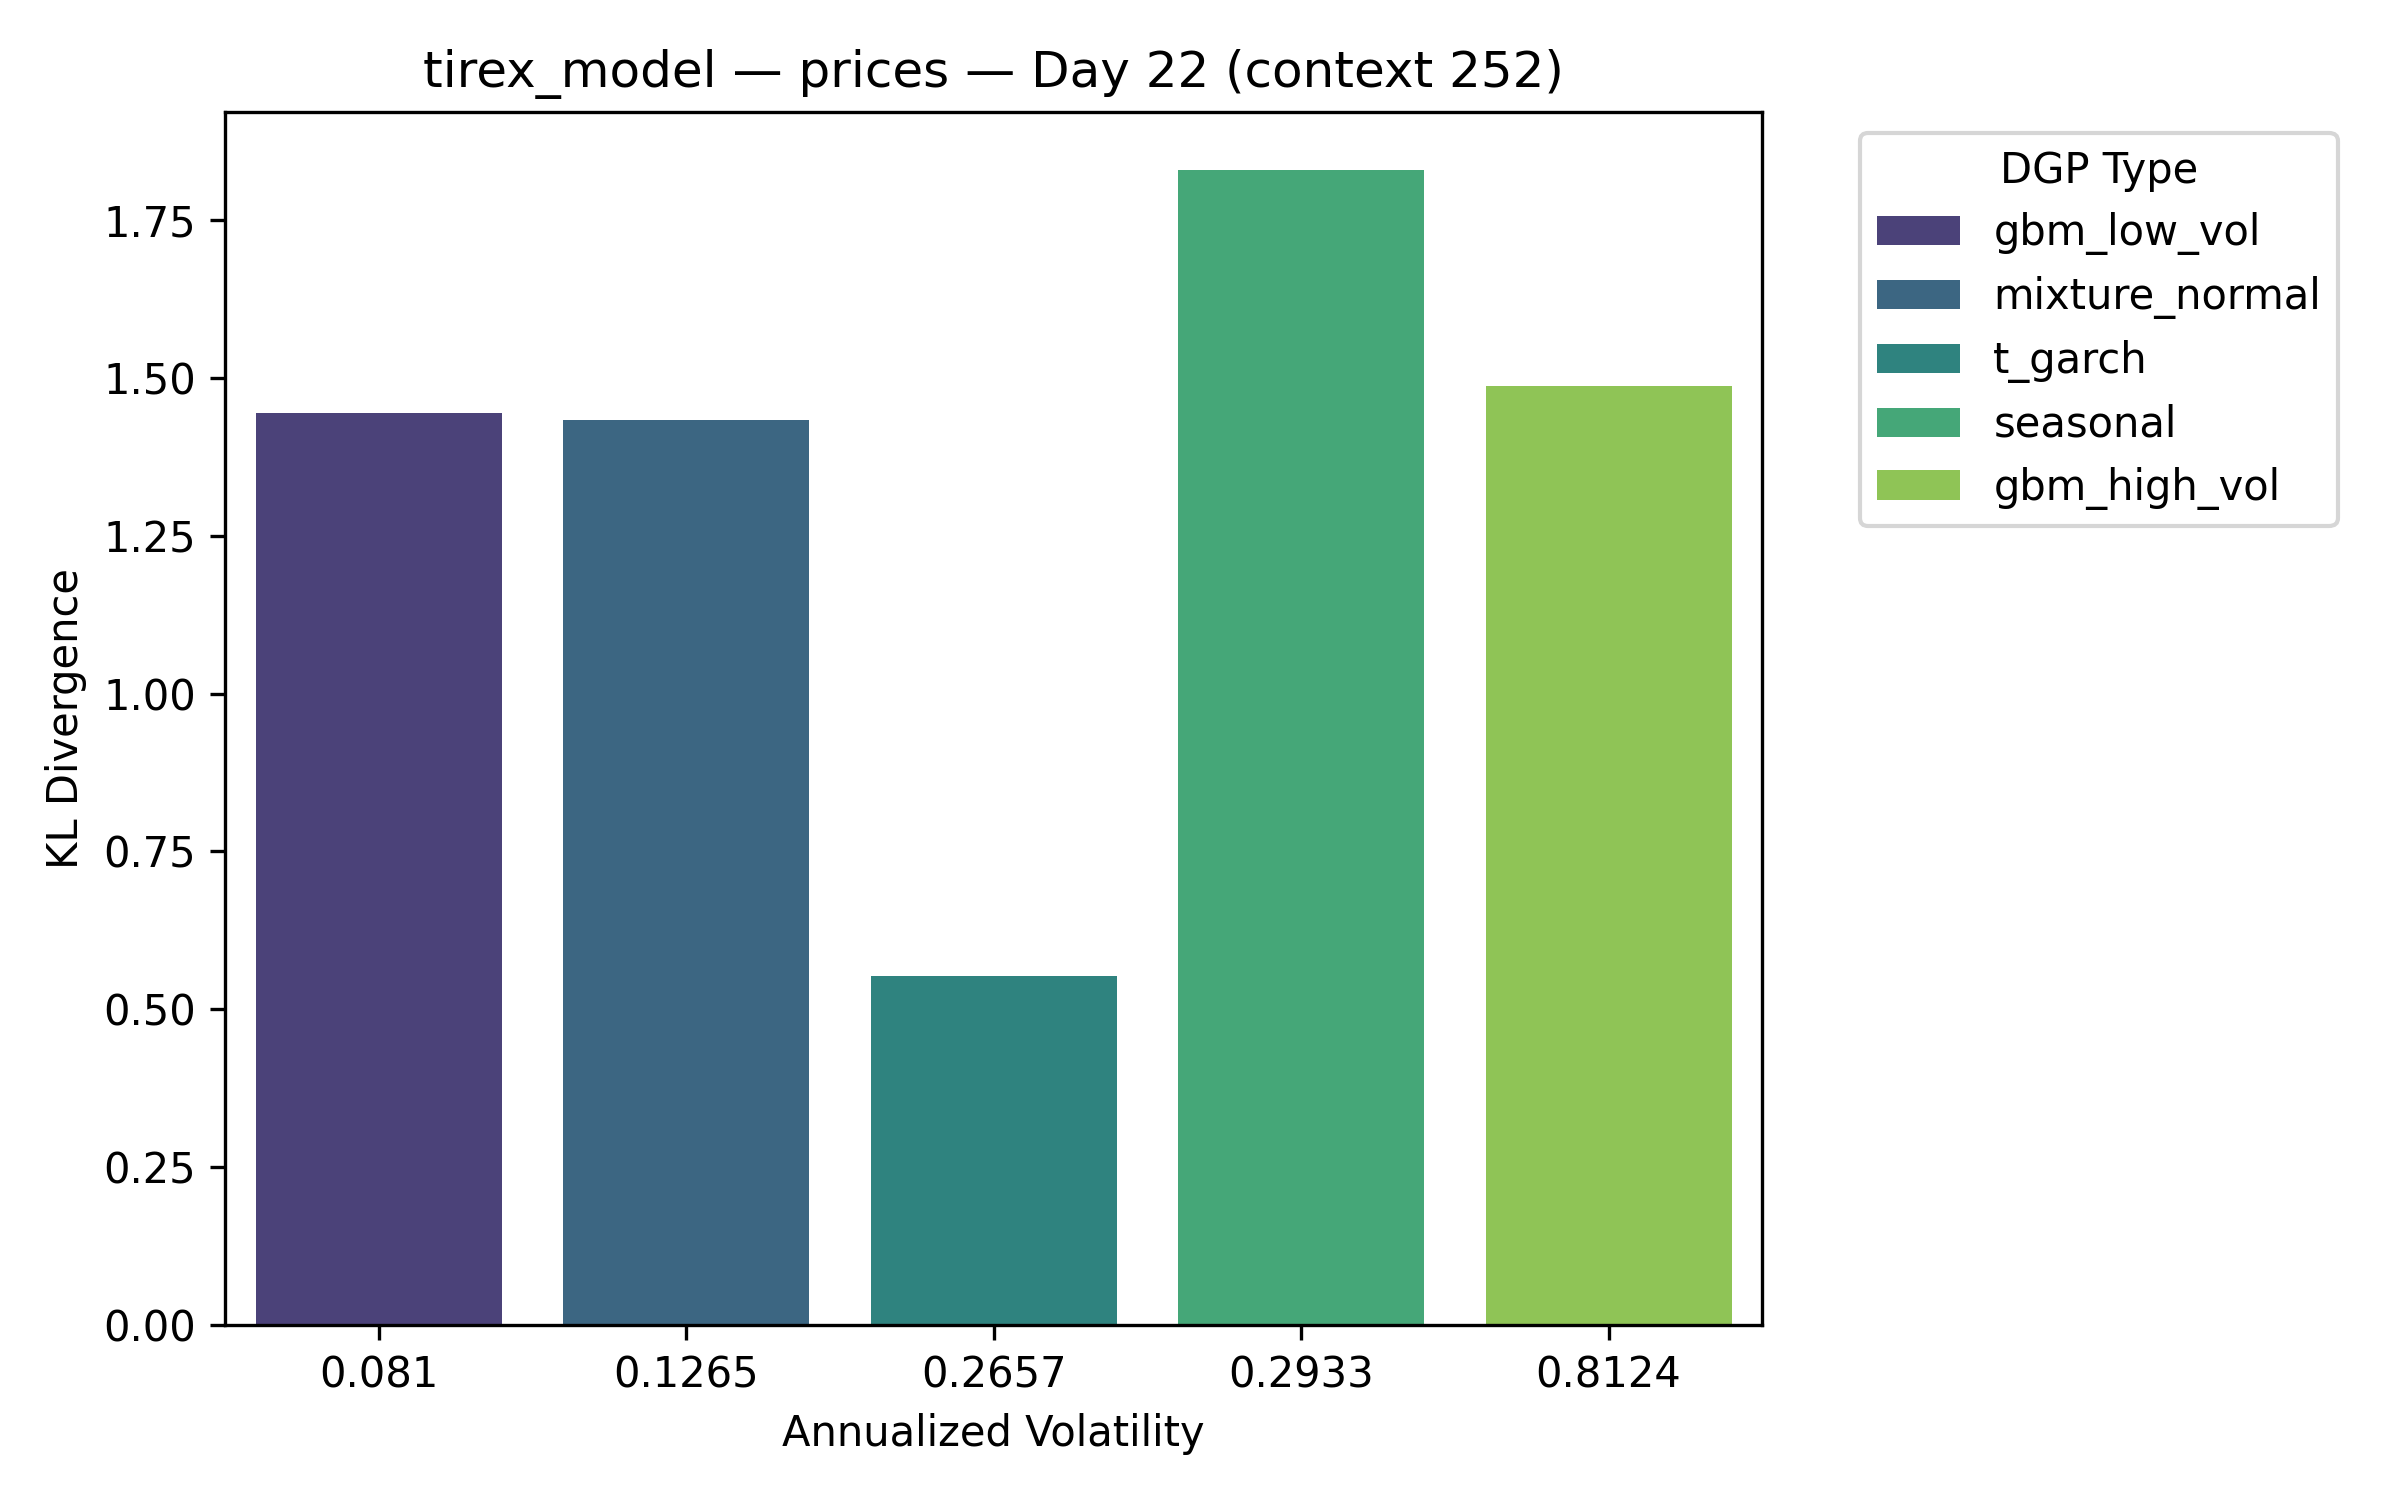 tirex_model — prices — Day 22 (context 252)
KL Divergence
1.75
1.50
1.25
1.00
0.75
0.50
0.25
0.00
0.081 0.1265 0.2657 0.2933 0.8124
Annualized Volatility
DGP Type
gbm_low_vol
mixture_normal
t_garch
seasonal
gbm_high_vol